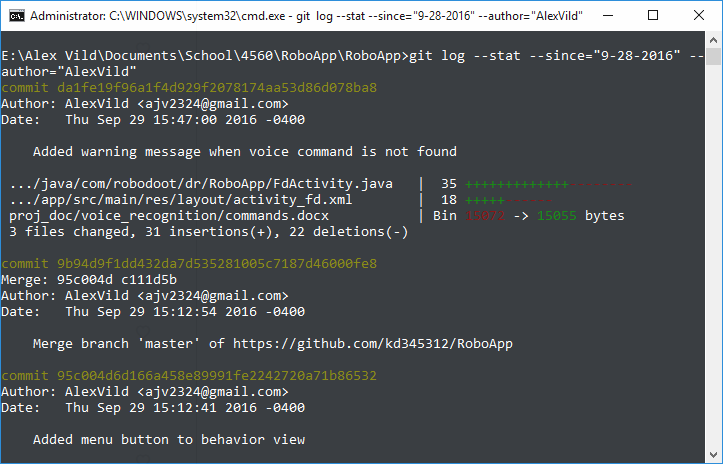 Administrator: C:\WINDOWS\system32\cmd.exe - git  log --stat --since="9-28-2016" --author="AlexVild"
E:\Alex Vild\Documents\School\4560\RoboApp\RoboApp>git log --stat --since="9-28-2016" --
author="AlexVild"
commit da1fe19f96a1f4d929f2078174aa53d86d078ba8
Author: AlexVild <ajv2324@gmail.com>
Date:   Thu Sep 29 15:47:00 2016 -0400
Added warning message when voice command is not found
.../java/com/robodoot/dr/RoboApp/FdActivity.java   |  35 +++++++++++++--------
.../app/src/main/res/layout/activity_fd.xml        |  18 +++++------
proj_doc/voice_recognition/commands.docx           | Bin -> 15055 bytes
3 files changed, 31 insertions(+), 22 deletions(-)
commit 9b94d9f1dd432da7d535281005c7187d46000fe8
Merge: 95c004d c111d5b
Author: AlexVild <ajv2324@gmail.com>
Date:   Thu Sep 29 15:12:54 2016 -0400
Merge branch 'master' of https://github.com/kd345312/RoboApp
commit 95c004d6d166a458e89991fe2242720a71b86532
Author: AlexVild <ajv2324@gmail.com>
Date:   Thu Sep 29 15:12:41 2016 -0400
Added menu button to behavior view